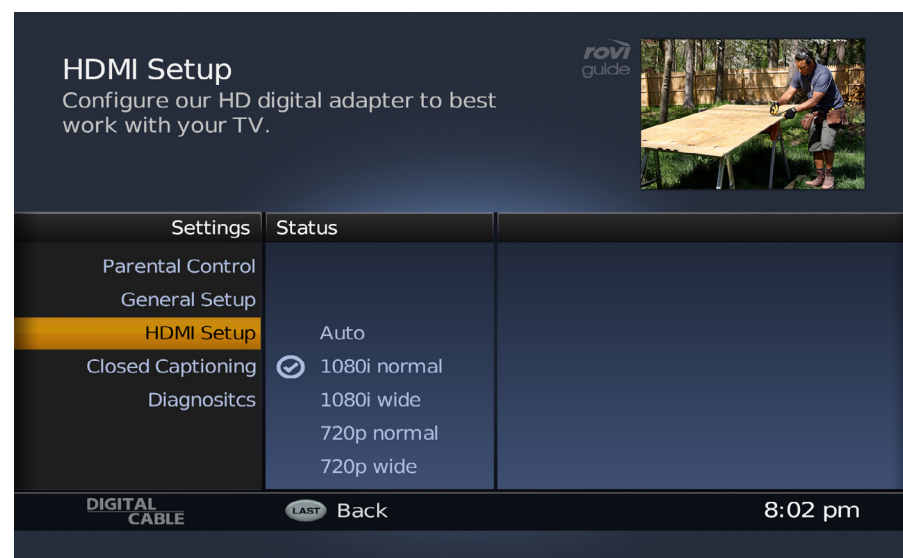 HDMI Setup
Configure our HD digital adapter to best
work with your TV.
rovi
guide
Settings
Status
Parental Control
General Setup
HDMI Setup
Auto
Closed Captioning
1080i normal
Diagnositcs
1080i wide
720p normal
720p wide
DIGITAL
CABLE
LAST Back
8:02 pm